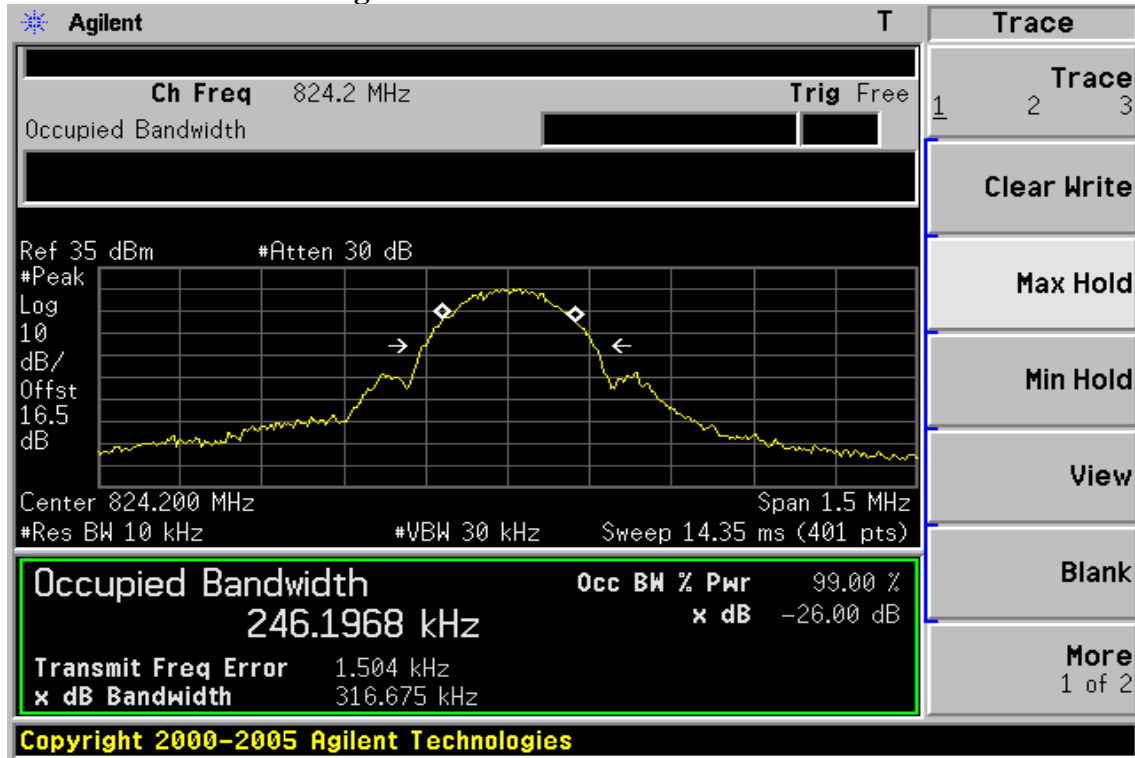 Agilent T Trace
Ch Freq 824.2 MHz Trig Free
Occupied Bandwidth
Trace
1 2 3
Clear Write
Max Hold
Min Hold
View
Blank
More
1 of 2
Ref 35 dBm #Atten 30 dB
#Peak
Log
10
dB/
Offst
16.5
dB
Center 824.200 MHz Span 1.5 MHz
#Res BW 10 kHz #VBW 30 kHz Sweep 14.35 ms (401 pts)
Occupied Bandwidth Occ BW % Pwr 99.00 %
246.1968 kHz x dB -26.00 dB
Transmit Freq Error 1.504 kHz
x dB Bandwidth 316.675 kHz
Copyright 2000-2005 Agilent Technologies